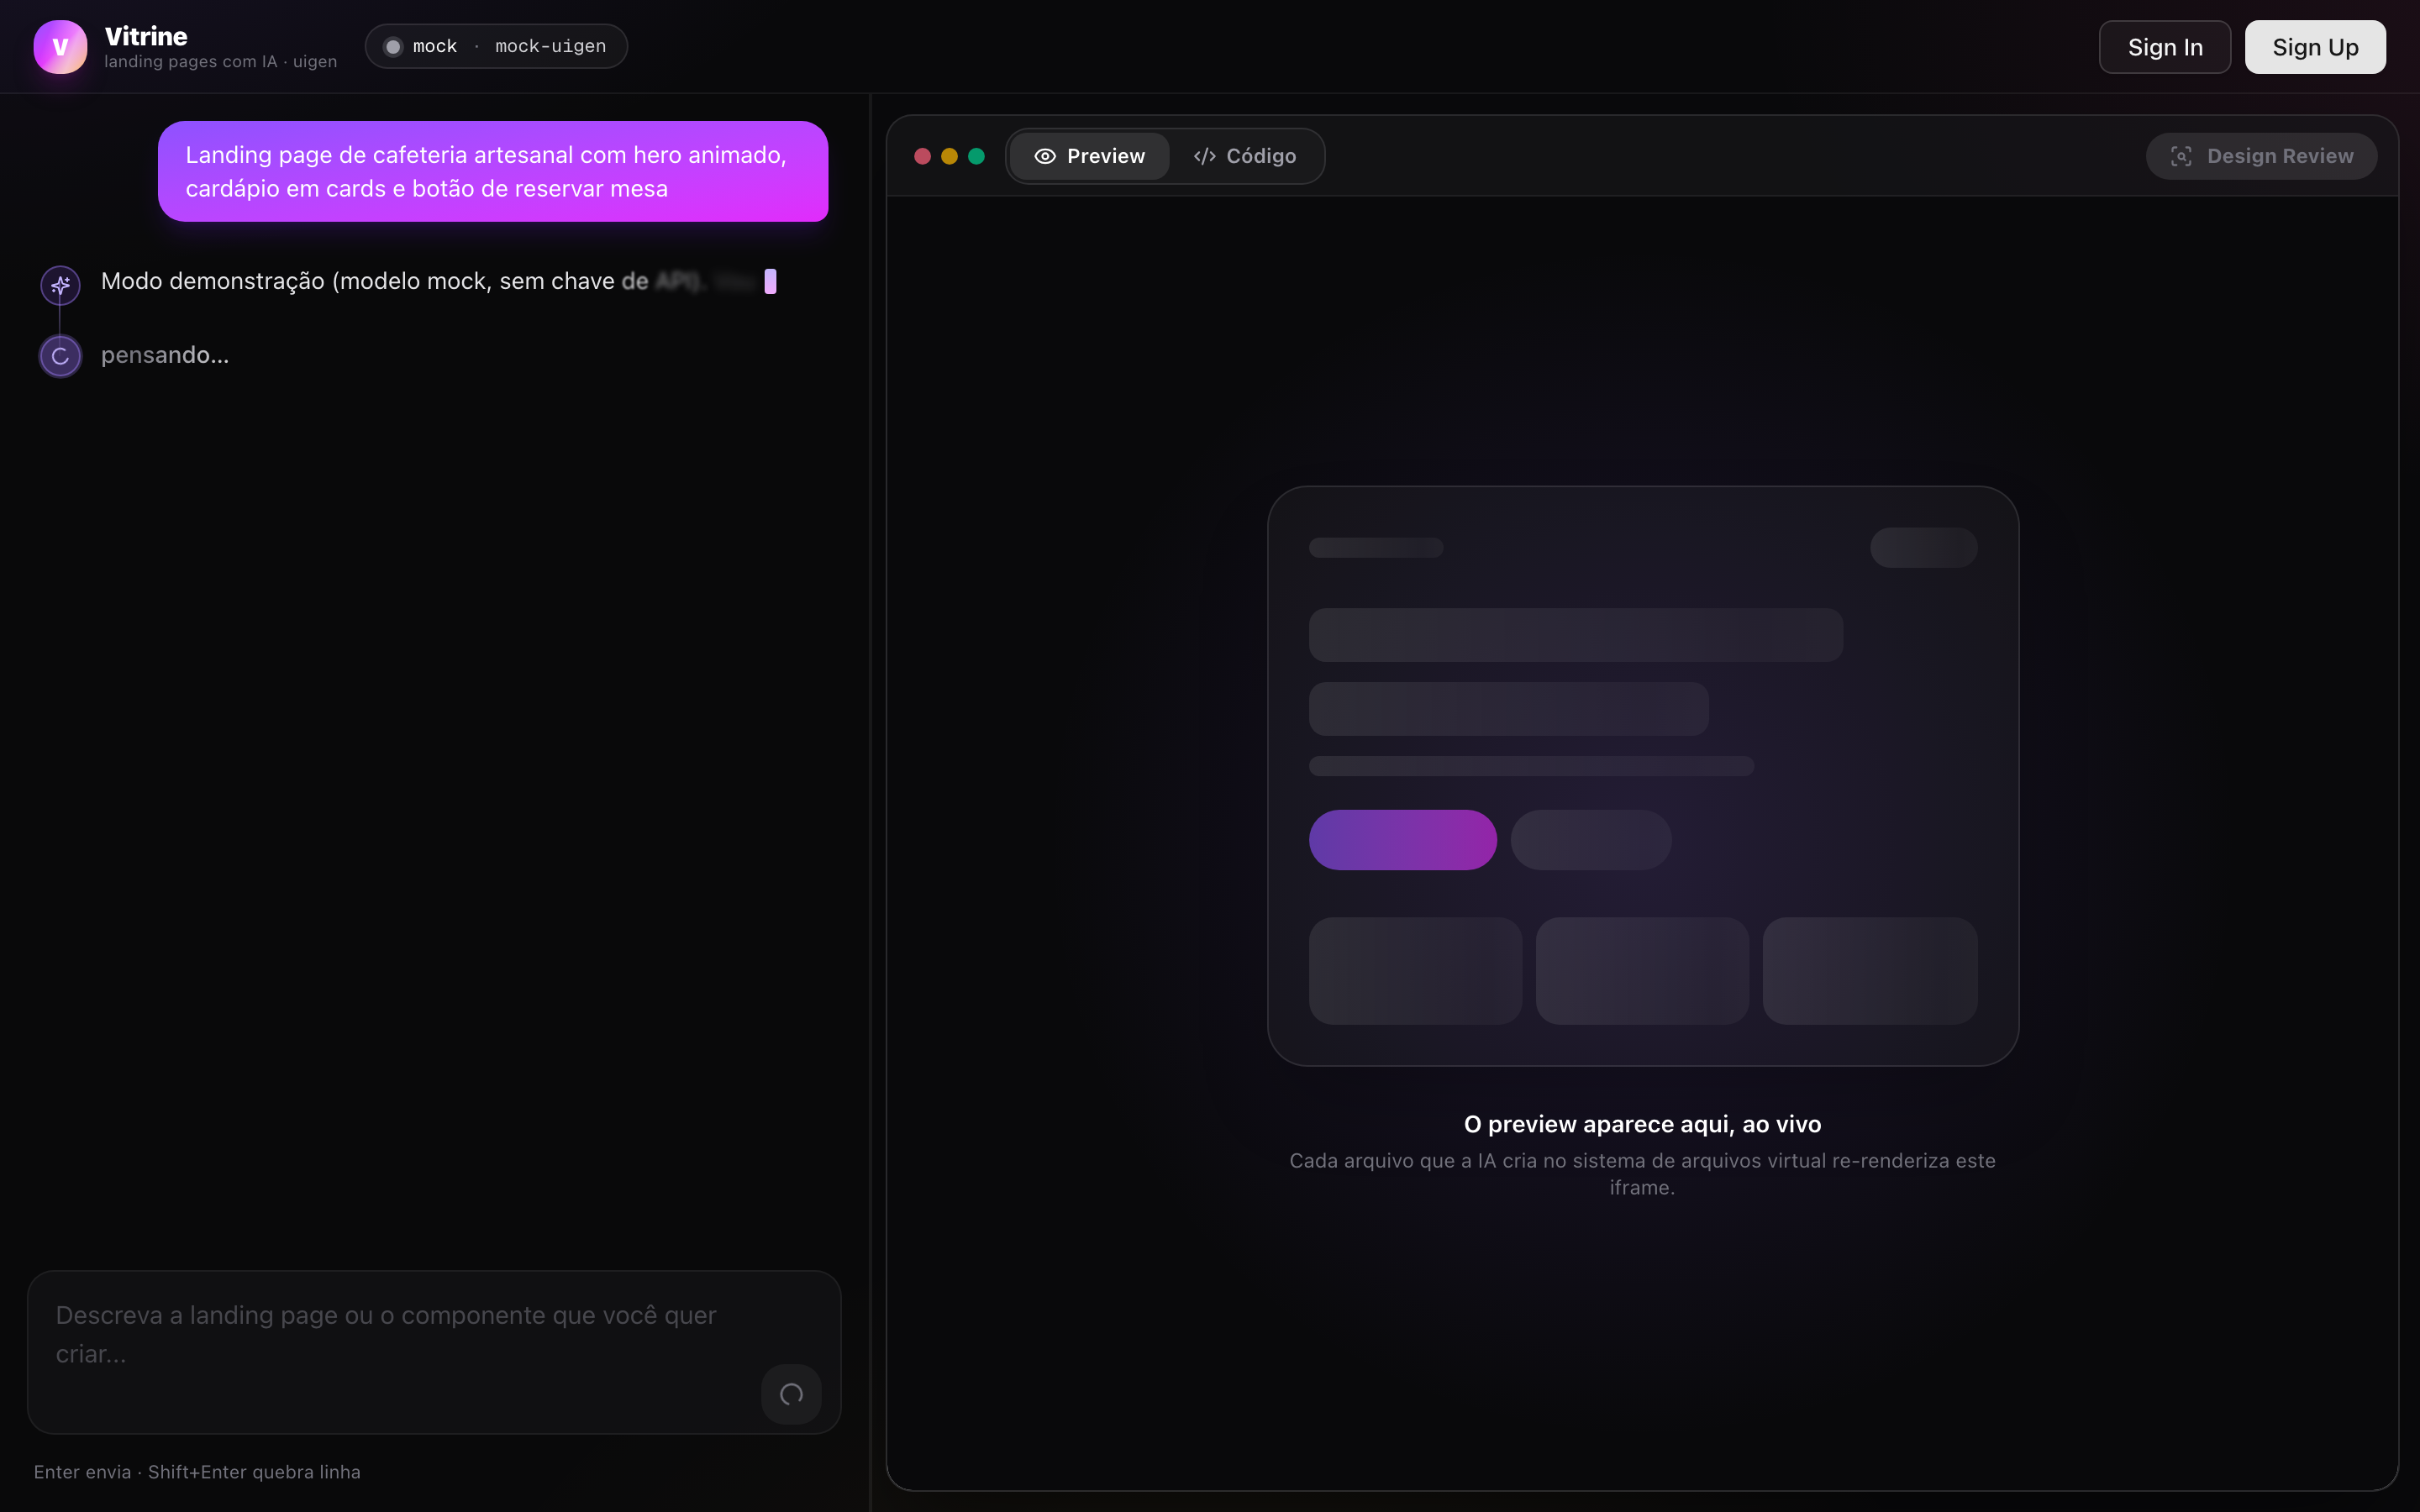 V
Vitrine
landing pages com IA · uigen
mock · mock-uigen
Sign In
Sign Up
Landing page de cafeteria artesanal com hero animado,
cardápio em cards e botão de reservar mesa
Modo demonstração (modelo mock, sem chave de API).
pensando...
Descreva a landing page ou o componente que você quer
criar...
Enter envia · Shift+Enter quebra linha
Preview
Código
Design Review
O preview aparece aqui, ao vivo
Cada arquivo que a IA cria no sistema de arquivos virtual re-renderiza este
iframe.